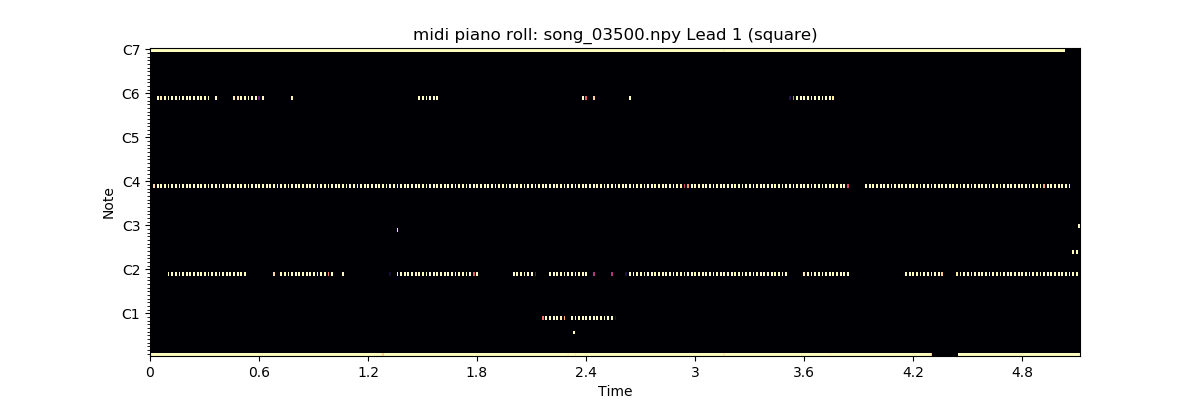 midi piano roll: song_03500.npy Lead 1 (square)
C7
C6
C5
C4
C3
C2
C1
Note
0 0.6 1.2 1.8 2.4 3 3.6 4.2 4.8
Time